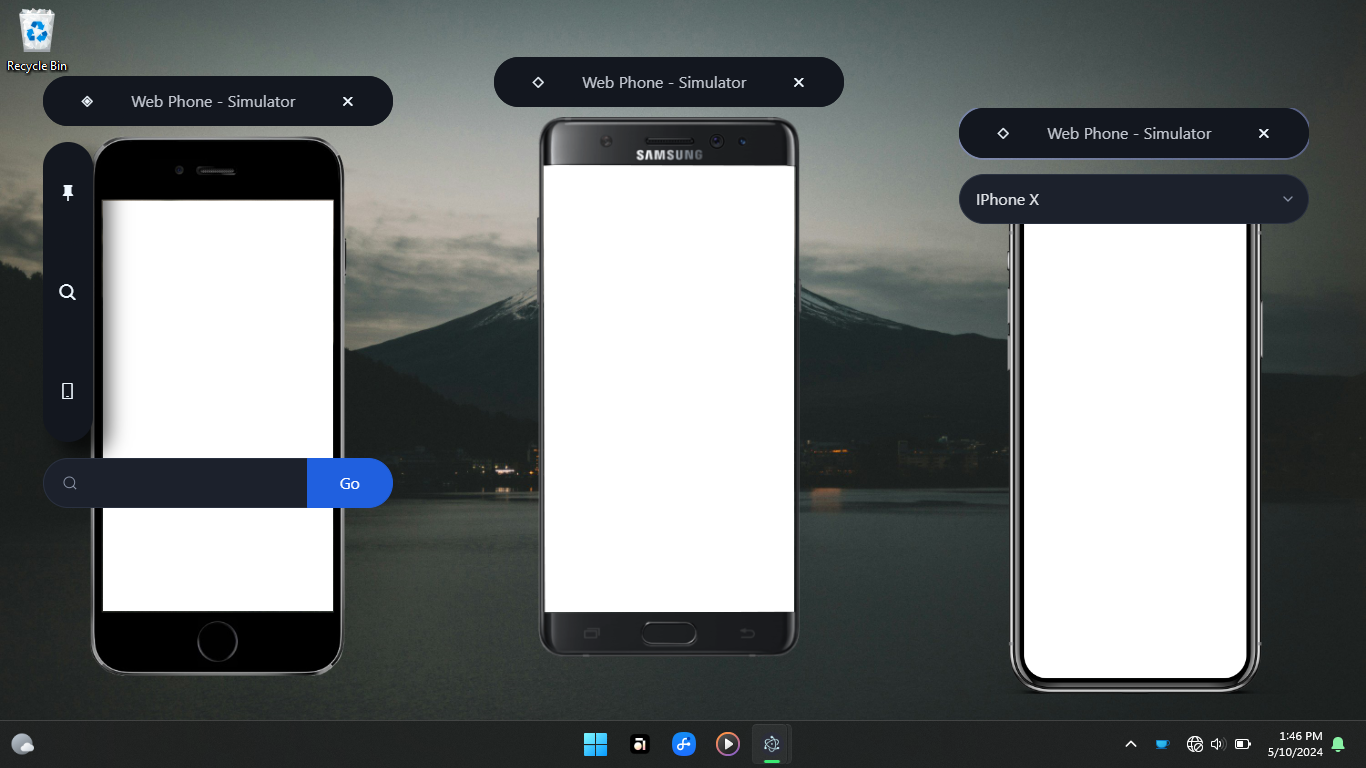 Recycle Bin
Web Phone - Simulator
Web Phone - Simulator
Web Phone - Simulator
IPhone X
SAMSUNG
Go
1:46 PM
5/10/2024